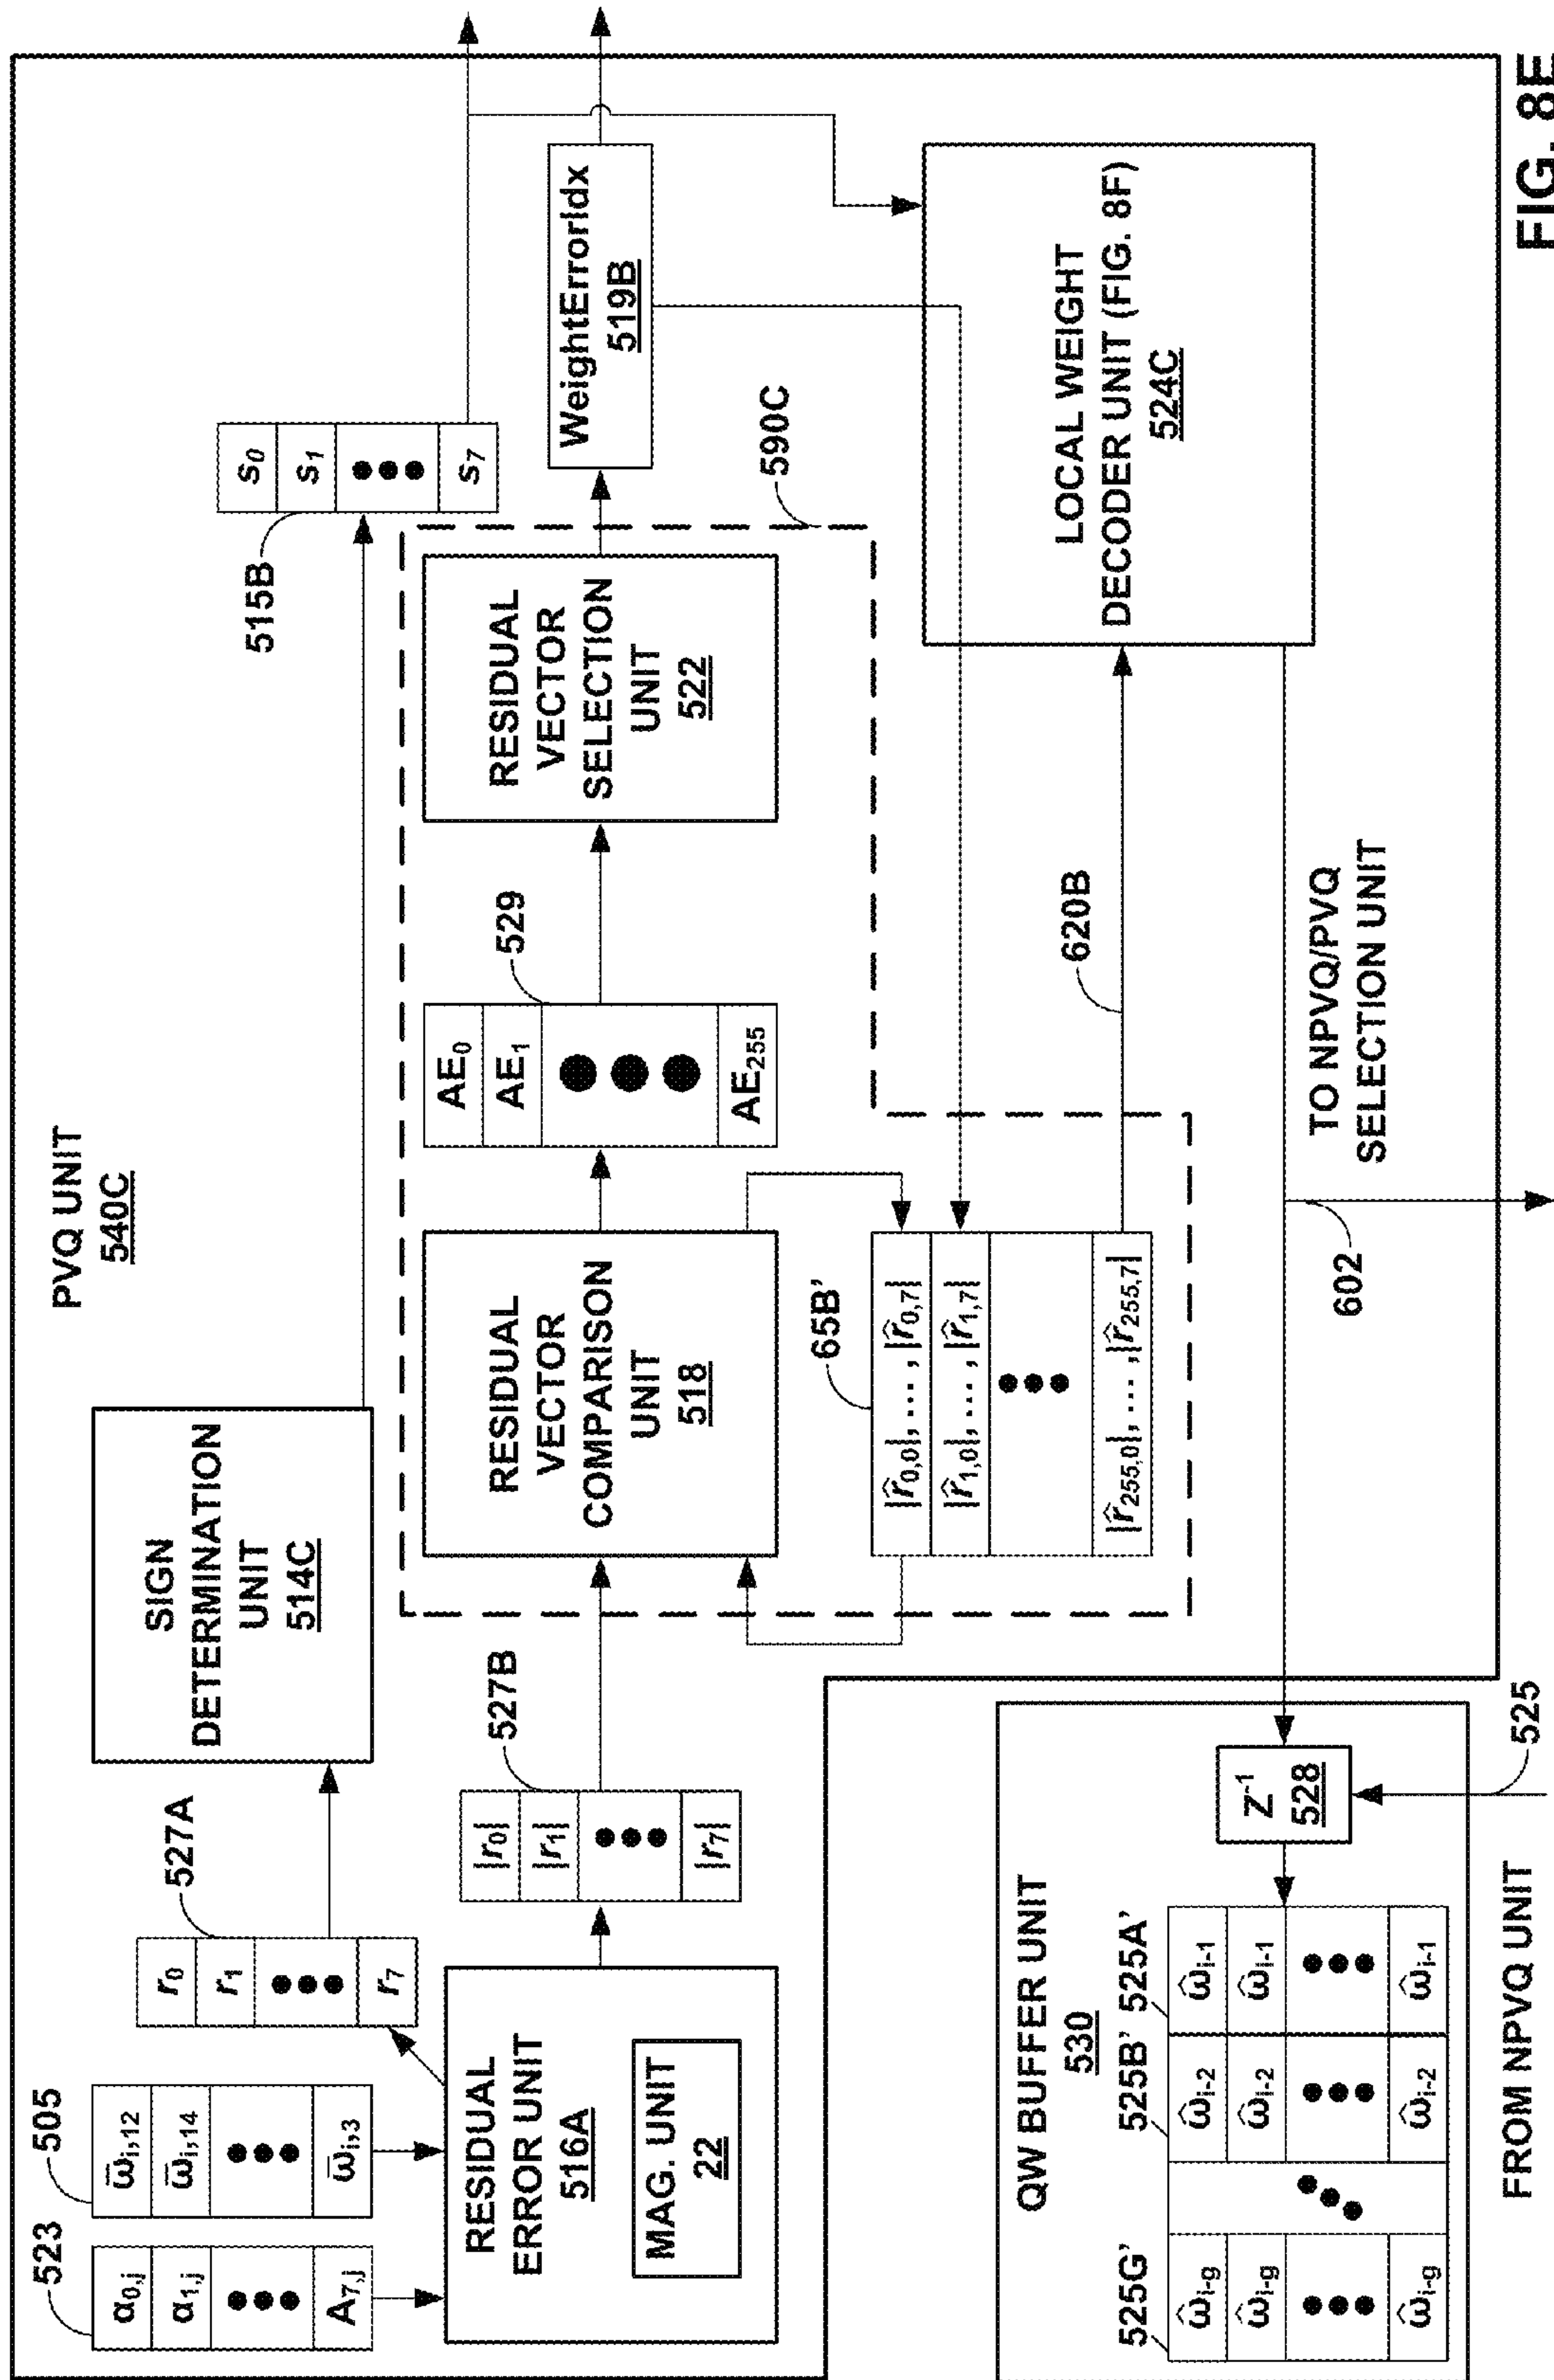 PVQ UNIT
540C
523
α0,j
α1,j
A7,j
505
ω̄i,12
ω̄i,14
ω̄i,3
RESIDUAL
ERROR UNIT
516A
MAG. UNIT
22
527A
r0
r1
r7
SIGN
DETERMINATION
UNIT
514C
515B
s0
s1
s7
527B
|r0|
|r1|
|r7|
RESIDUAL
VECTOR
COMPARISON
UNIT
518
529
AE0
AE1
AE255
RESIDUAL
VECTOR
SELECTION
UNIT
522
WeightErrorIdx
519B
590C
65B’
|r̂0,0|, ... , |r̂0,7|
|r̂1,0|, ... , |r̂1,7|
|r̂255,0|, ... , |r̂255,7|
620B
LOCAL WEIGHT
DECODER UNIT (FIG. 8F)
524C
602
TO NPVQ/PVQ
SELECTION UNIT
QW BUFFER UNIT
530
525G’
525B’
525A’
ω̂i-g
ω̂i-2
ω̂i-1
ω̂i-g
ω̂i-2
ω̂i-1
ω̂i-g
ω̂i-2
ω̂i-1
Z-1
528
525
FROM NPVQ UNIT
FIG. 8E